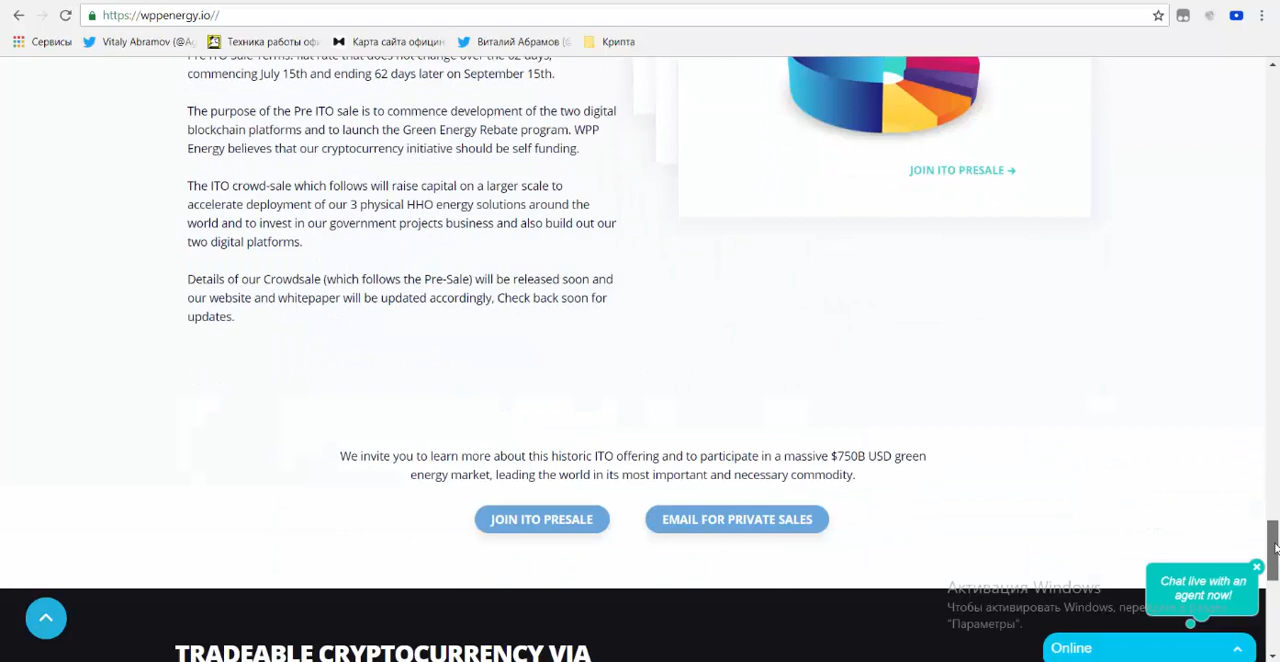 https://wppenergy.io//
Сервисы
Vitaly Abramov (@A
Техника работы оф
Карта сайта официн
Виталий Абрамов (
Крипта
commencing July 15th and ending 62 days later on September 15th.
The purpose of the Pre ITO sale is to commence development of the two digital
blockchain platforms and to launch the Green Energy Rebate program. WPP
Energy believes that our cryptocurrency initiative should be self funding.
The ITO crowd-sale which follows will raise capital on a larger scale to
accelerate deployment of our 3 physical HHO energy solutions around the
world and to invest in our government projects business and also build out our
two digital platforms.
Details of our Crowdsale (which follows the Pre-Sale) will be released soon and
our website and whitepaper will be updated accordingly, Check back soon for
updates.
JOIN ITO PRESALE →
We invite you to learn more about this historic ITO offering and to participate in a massive $750B USD green
energy market, leading the world in its most important and necessary commodity.
JOIN ITO PRESALE
EMAIL FOR PRIVATE SALES
Chat live with an
agent now!
Активация Windows
Чтобы активировать Windows,
"Параметры".
Online
TRADEABLE CRYPTOCURRENCY VIA